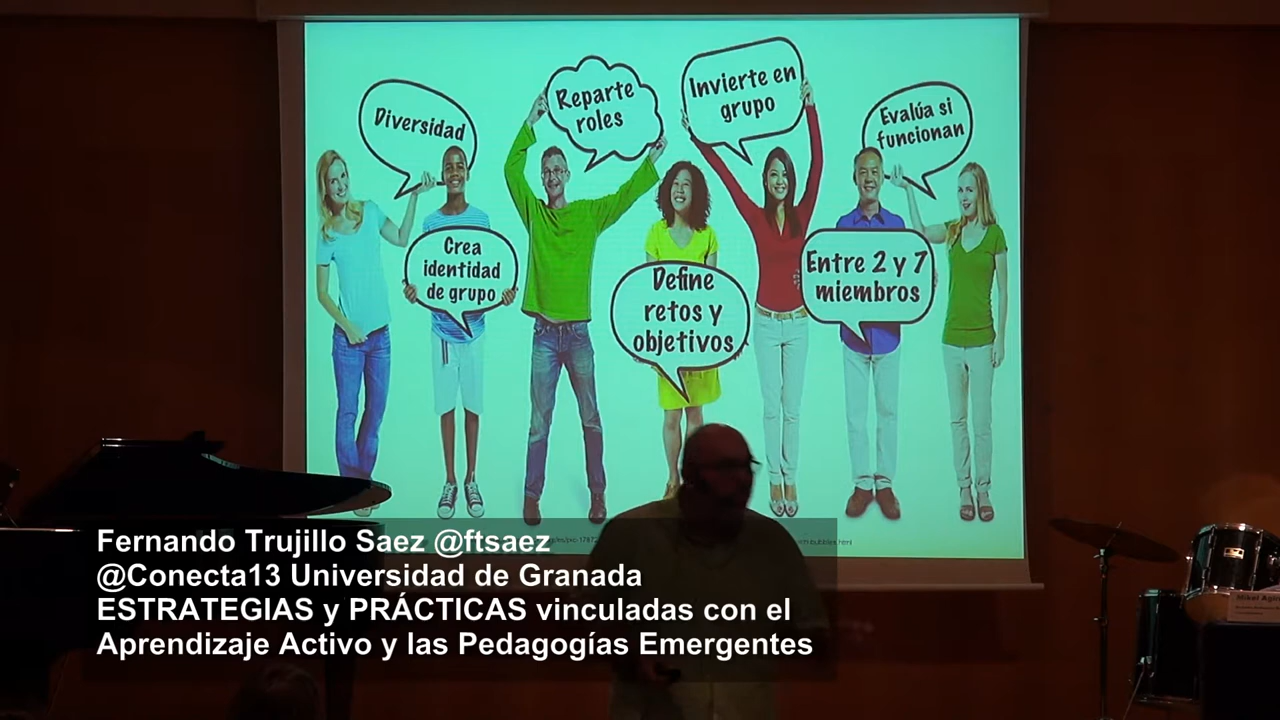 Diversidad
Reparte
roles
Invierte en
grupo
Evalúa si
funcionan
Crea
identidad
de grupo
Define
retos y
objetivos
Entre 2 y 7
miembros
Fernando Trujillo Saez @ftsaez
@Conecta13 Universidad de Granada
ESTRATEGIAS y PRÁCTICAS vinculadas con el
Aprendizaje Activo y las Pedagogías Emergentes